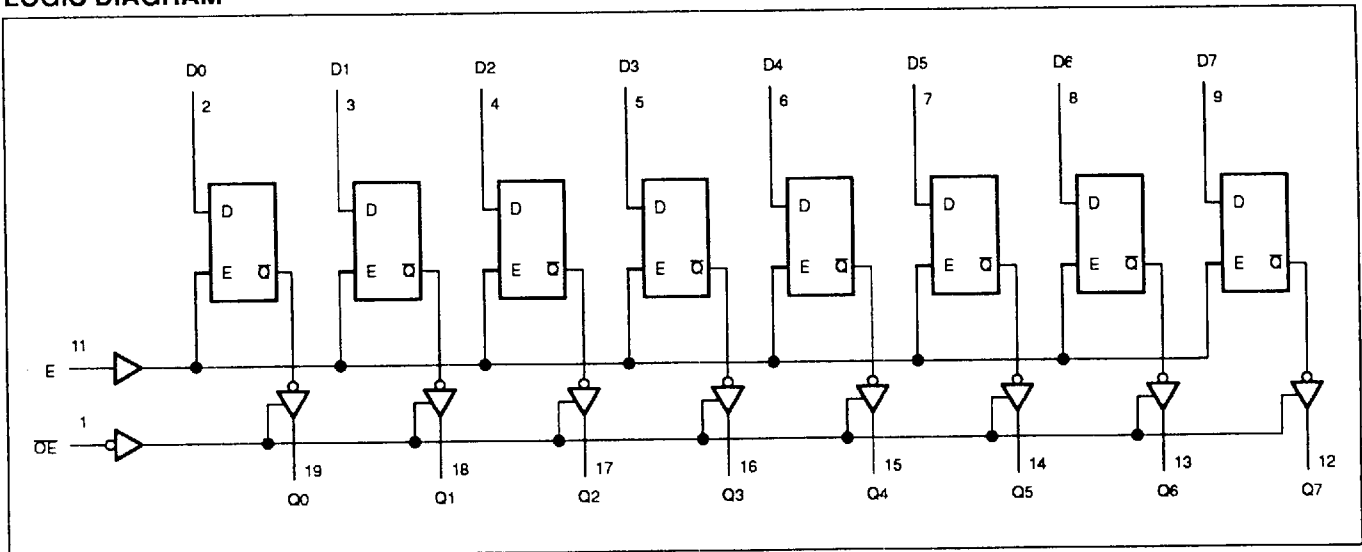 LOGIC DIAGRAM
D0 D1 D2 D3 D4 D5 D6 D7
2 3 4 5 6 7 8 9
D D D D D D D D
E Q̅ E Q̅ E Q̅ E Q̅ E Q̅ E Q̅ E Q̅ E Q̅
11
E
1
O̅E̅
19 18 17 16 15 14 13 12
Q0 Q1 Q2 Q3 Q4 Q5 Q6 Q7